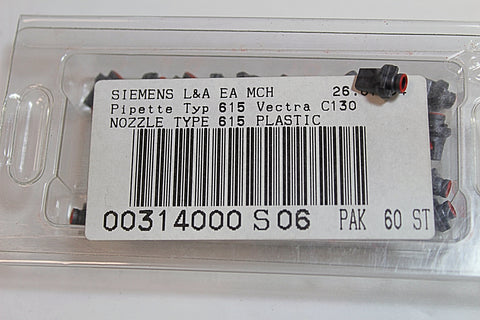 SIEMENS L&A EA MCH
Pipette Typ 615 Vectra C130
NOZZLE TYPE 615 PLASTIC
00314000 S 06 PAK 60 ST